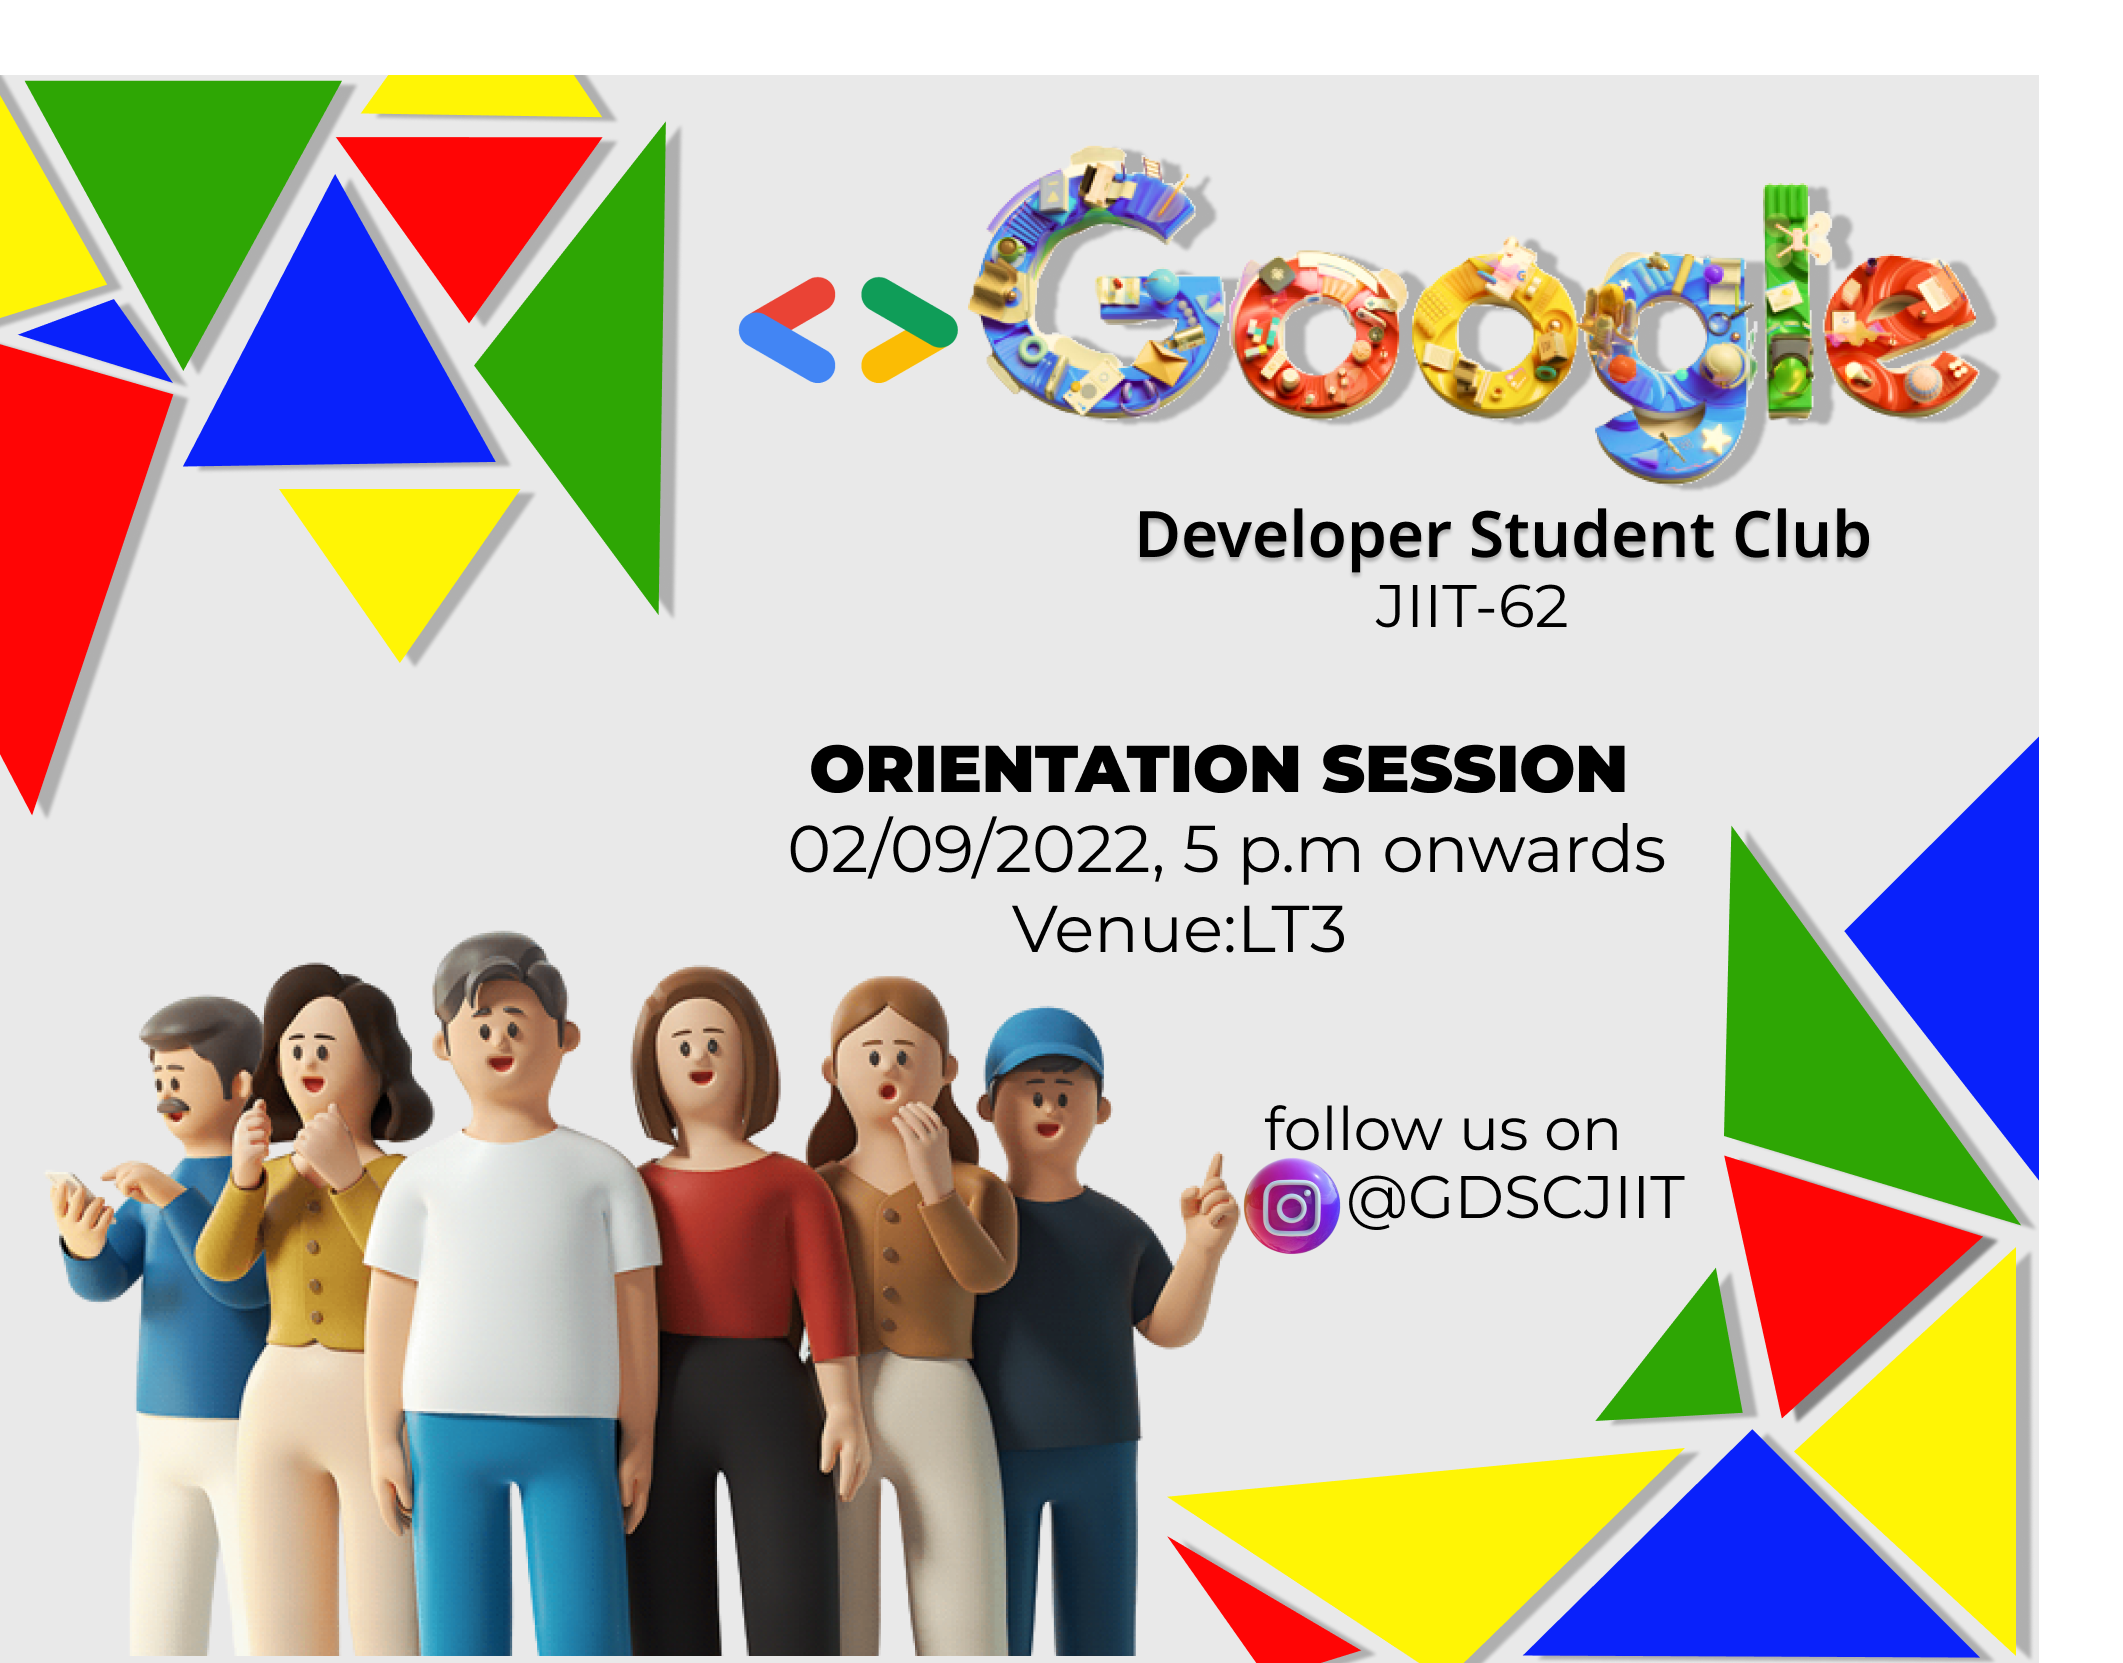 Google
Developer Student Club
JIIT-62
ORIENTATION SESSION
02/09/2022, 5 p.m onwards
Venue:LT3
follow us on
@GDSCJIIT